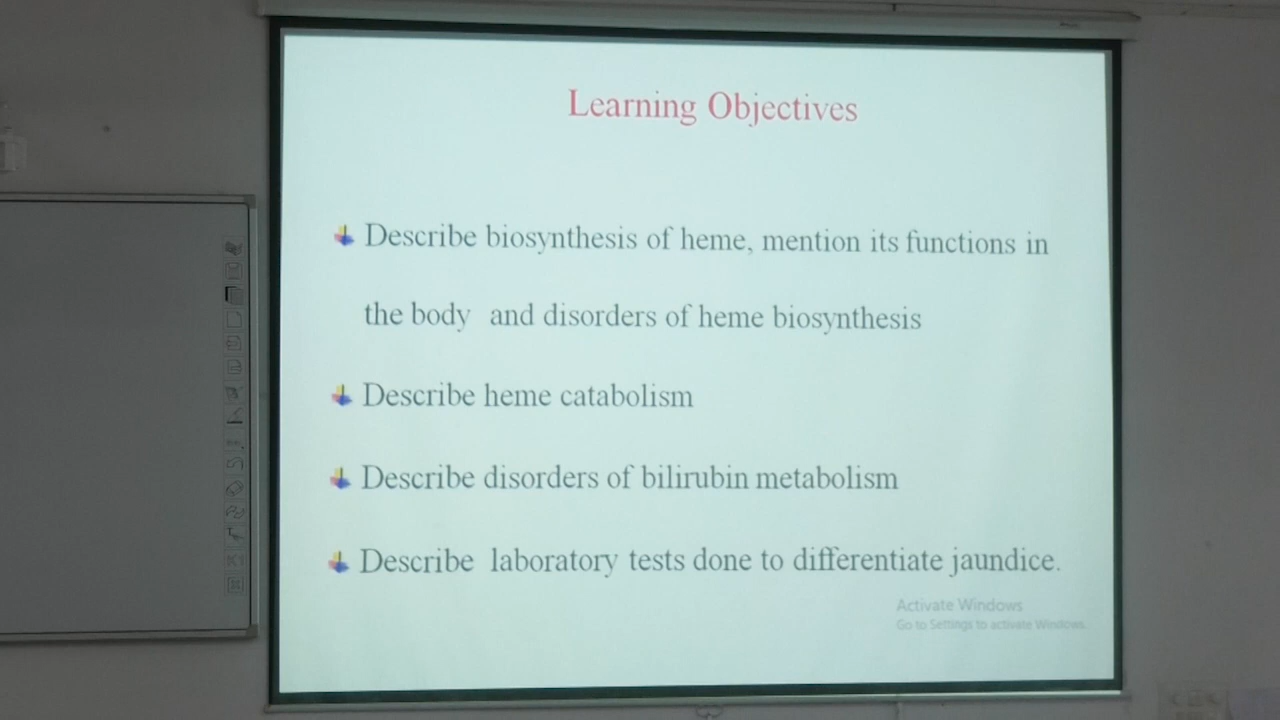 Learning Objectives
Describe biosynthesis of heme, mention its functions in
the body and disorders of heme biosynthesis
Describe heme catabolism
Describe disorders of bilirubin metabolism
Describe laboratory tests done to differentiate jaundice.
Activate Windows
Go to Settings to activate Windows.